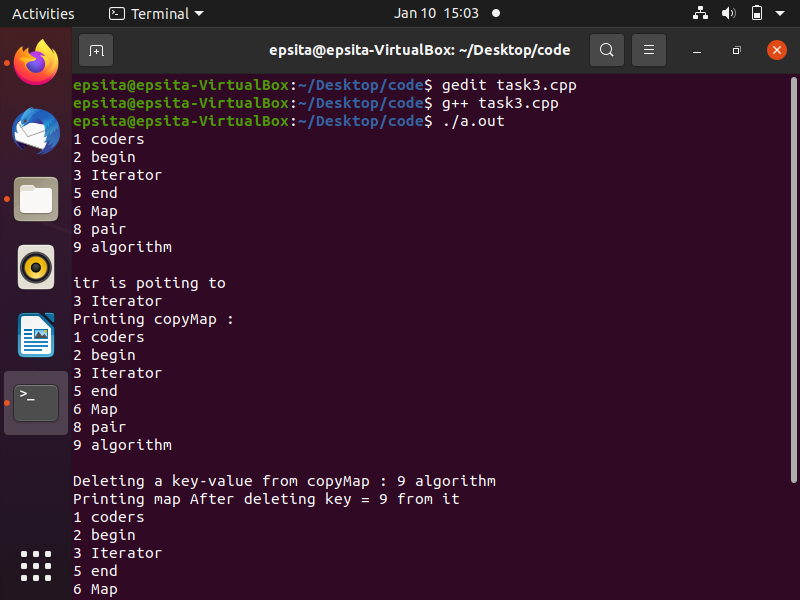 Activities
Terminal
Jan 10 15:03
epsita@epsita-VirtualBox: ~/Desktop/code
epsita@epsita-VirtualBox:~/Desktop/code$ gedit task3.cpp
epsita@epsita-VirtualBox:~/Desktop/code$ g++ task3.cpp
epsita@epsita-VirtualBox:~/Desktop/code$ ./a.out
1 coders
2 begin
3 Iterator
5 end
6 Map
8 pair
9 algorithm
itr is poiting to
3 Iterator
Printing copyMap :
1 coders
2 begin
3 Iterator
5 end
6 Map
8 pair
9 algorithm
Deleting a key-value from copyMap : 9 algorithm
Printing map After deleting key = 9 from it
1 coders
2 begin
3 Iterator
5 end
6 Map
>_